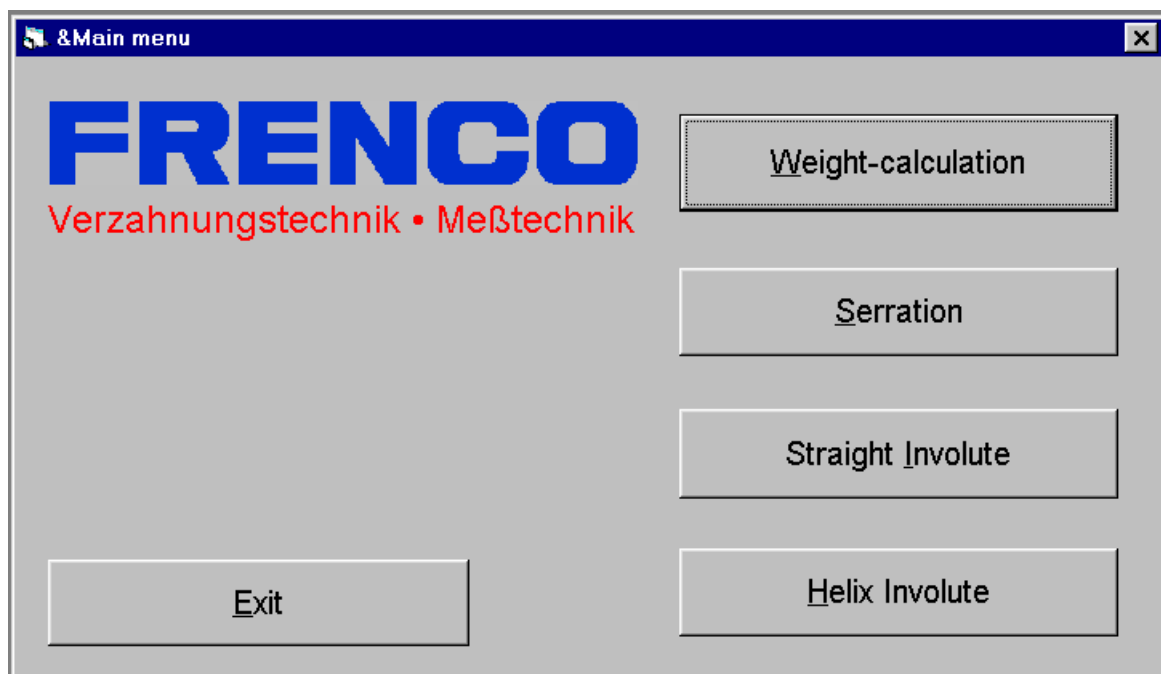 &Main menu
FRENCO
Verzahnungstechnik • Meßtechnik
Weight-calculation
Serration
Straight Involute
Helix Involute
Exit